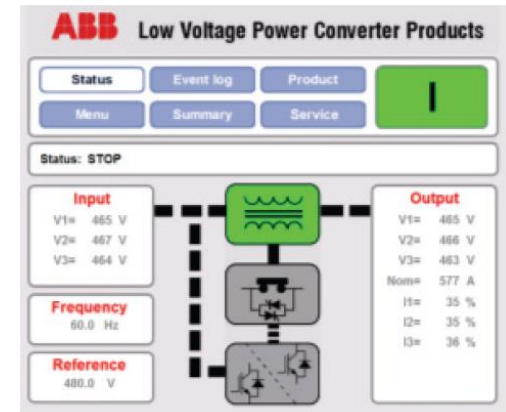 ABB Low Voltage Power Converter Products
Status Event log Product
I
Menu Summary Service
Status: STOP
Input
V1= 465 V
V2= 467 V
V3= 464 V
Frequency
60.0 Hz
Reference
480.0 V
Output
V1= 465 V
V2= 466 V
V3= 463 V
Nom= 577 A
I1= 35 %
I2= 35 %
I3= 36 %